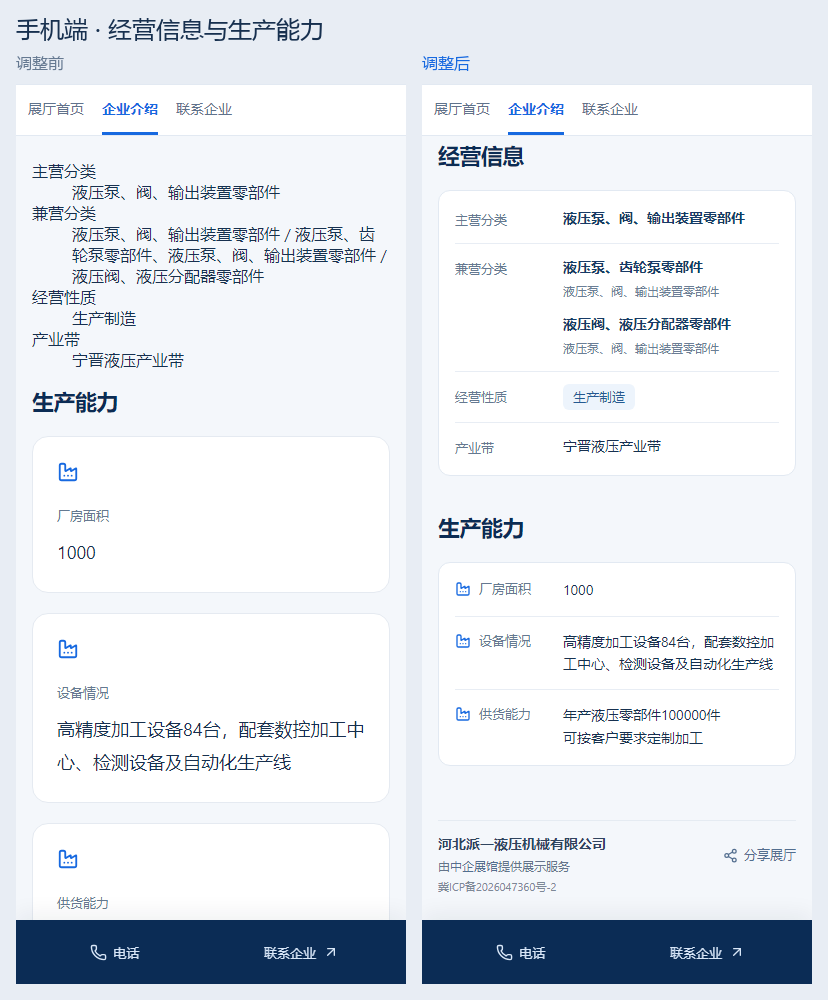 手机端 · 经营信息与生产能力
调整前
展厅首页 企业介绍 联系企业
主营分类
液压泵、阀、输出装置零部件
兼营分类
液压泵、阀、输出装置零部件 / 液压泵、齿
轮泵零部件、液压泵、阀、输出装置零部件 /
液压阀、液压分配器零部件
经营性质
生产制造
产业带
宁晋液压产业带
生产能力
厂房面积
1000
设备情况
高精度加工设备84台，配套数控加工中
心、检测设备及自动化生产线
供货能力
电话 联系企业
调整后
展厅首页 企业介绍 联系企业
经营信息
主营分类 液压泵、阀、输出装置零部件
兼营分类 液压泵、齿轮泵零部件
液压泵、阀、输出装置零部件
液压阀、液压分配器零部件
液压泵、阀、输出装置零部件
经营性质 生产制造
产业带 宁晋液压产业带
生产能力
厂房面积 1000
设备情况 高精度加工设备84台，配套数控加
工中心、检测设备及自动化生产线
供货能力 年产液压零部件100000件
可按客户要求定制加工
河北派一液压机械有限公司
由中企展馆提供展示服务
冀ICP备2026047360号-2
分享展厅
电话 联系企业